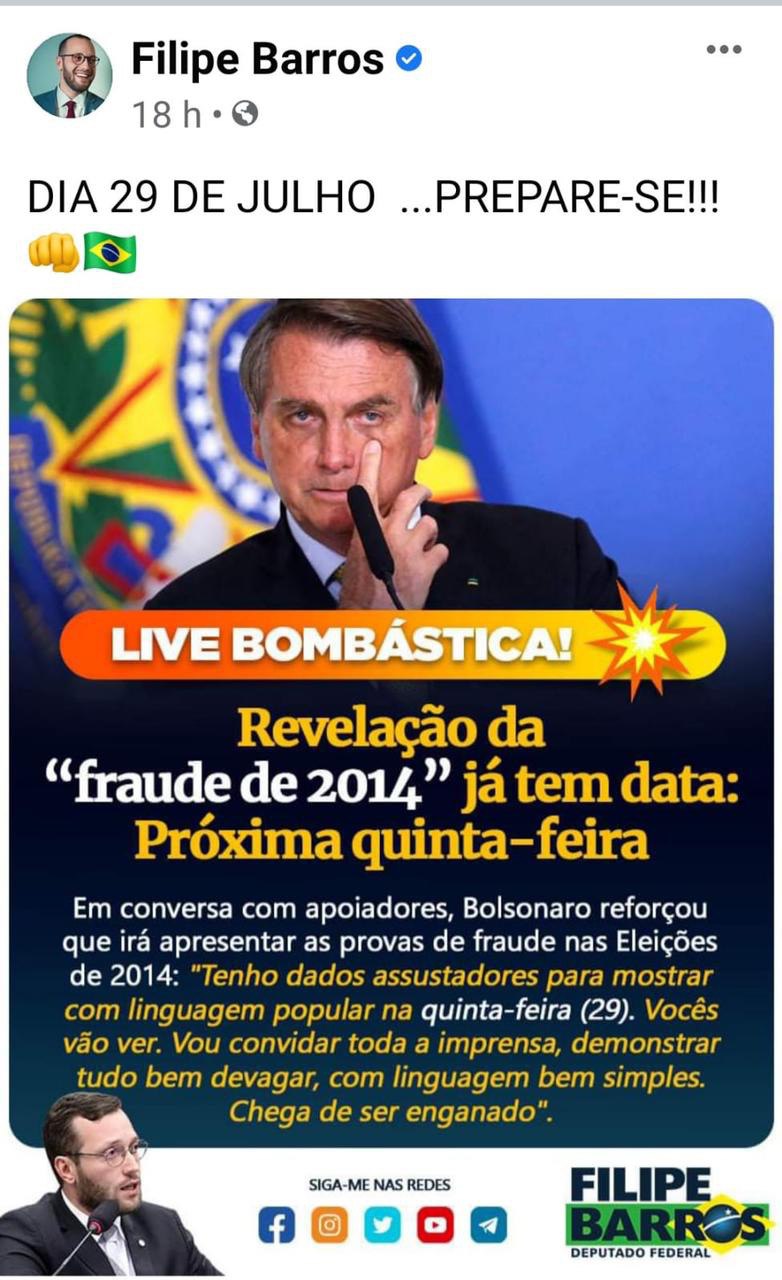 Filipe Barros
18 h
DIA 29 DE JULHO ...PREPARE-SE!!!
👊🇧🇷
LIVE BOMBÁSTICA!
Revelação da
“fraude de 2014” já tem data:
Próxima quinta-feira
Em conversa com apoiadores, Bolsonaro reforçou
que irá apresentar as provas de fraude nas Eleições
de 2014: "Tenho dados assustadores para mostrar
com linguagem popular na quinta-feira (29). Vocês
vão ver. Vou convidar toda a imprensa, demonstrar
tudo bem devagar, com linguagem bem simples.
Chega de ser enganado".
SIGA-ME NAS REDES
FILIPE
BARROS
DEPUTADO FEDERAL